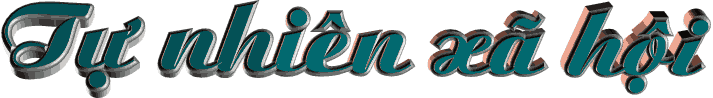 Tự nhiên xã hội